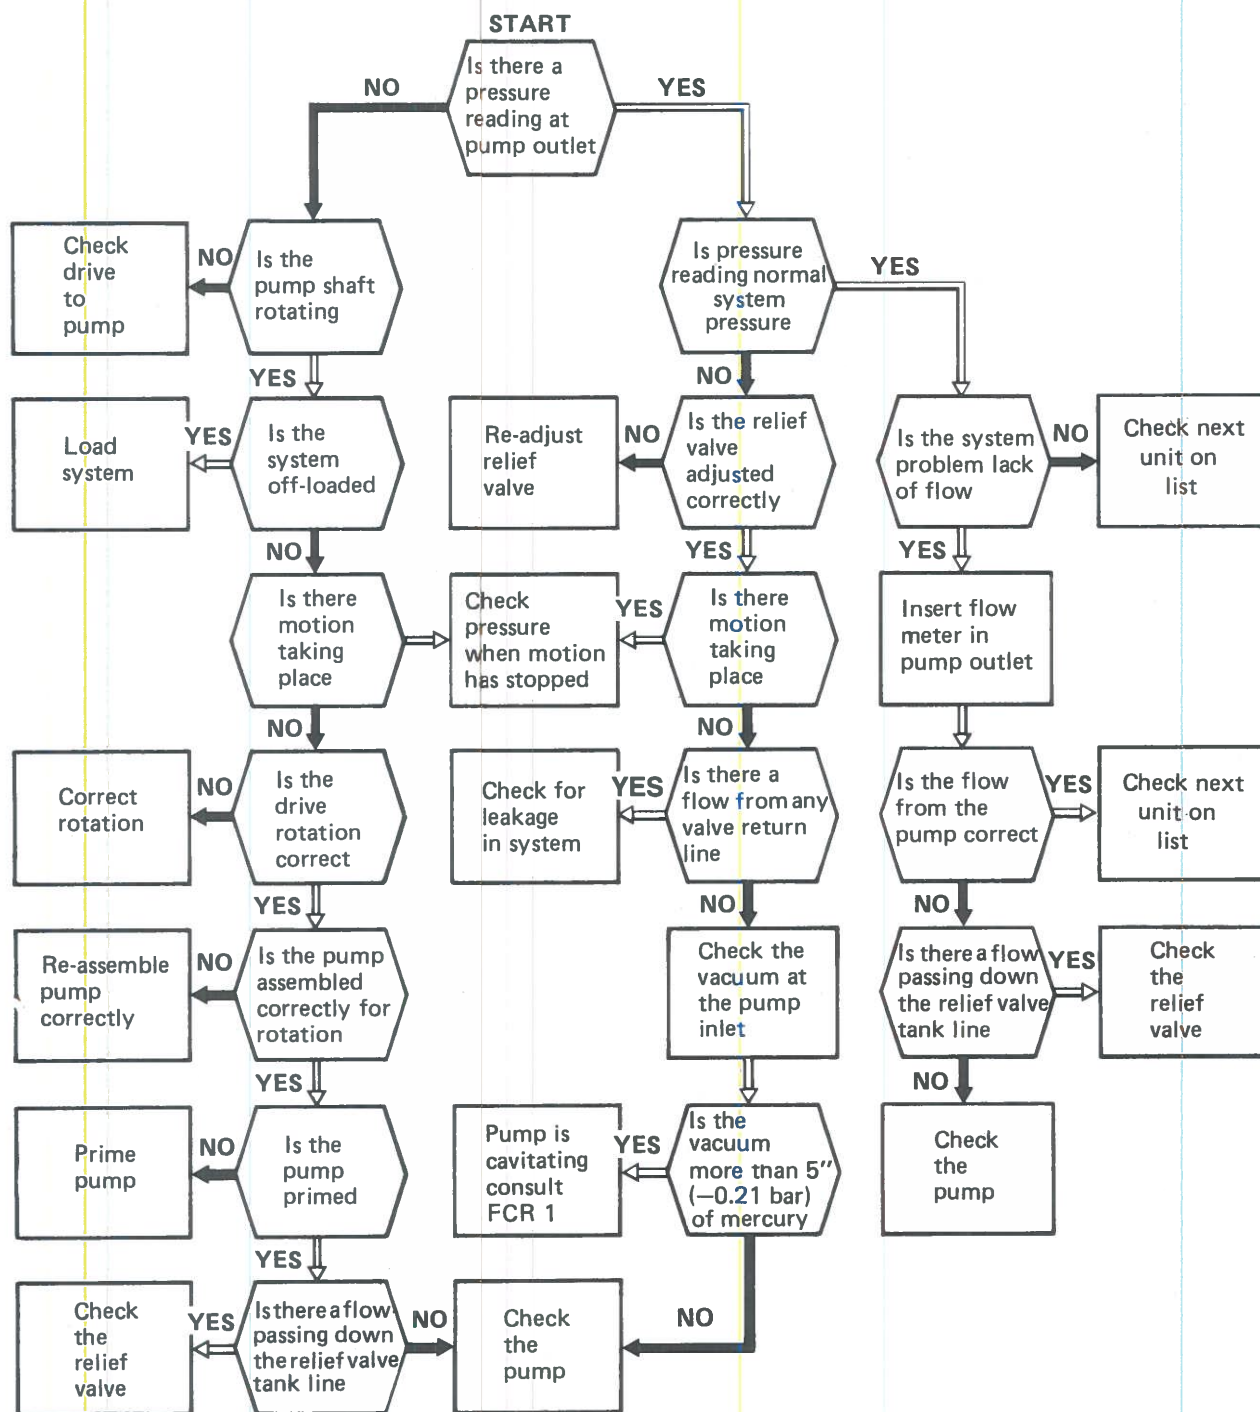 START
Is there a
pressure
reading at
pump outlet
NO
YES
Check
drive
to
pump
NO
Is the
pump shaft
rotating
Is pressure
reading normal
system
pressure
YES
YES
NO
Load
system
YES
Is the
system
off-loaded
Re-adjust
relief
valve
NO
Is the relief
valve
adjusted
correctly
Is the system
problem lack
of flow
NO
Check next
unit on
list
NO
YES
YES
Is there
motion
taking
place
Check
pressure
when motion
has stopped
YES
Is there
motion
taking
place
Insert flow
meter in
pump outlet
NO
NO
Correct
rotation
NO
Is the
drive
rotation
correct
Check for
leakage
in system
YES
Is there a
flow from any
valve return
line
Is the flow
from the
pump correct
YES
Check next
unit on
list
YES
NO
NO
Re-assemble
pump
correctly
NO
Is the pump
assembled
correctly for
rotation
Check the
vacuum at
the pump
inlet
Is there a flow
passing down
the relief valve
tank line
YES
Check
the
relief
valve
YES
NO
Prime
pump
NO
Is the
pump
primed
Pump is
cavitating
consult
FCR 1
YES
Is the
vacuum
more than 5″
(−0.21 bar)
of mercury
Check
the
pump
YES
Check
the
relief
valve
YES
Is there a flow
passing down
the relief valve
tank line
NO
Check
the
pump
NO